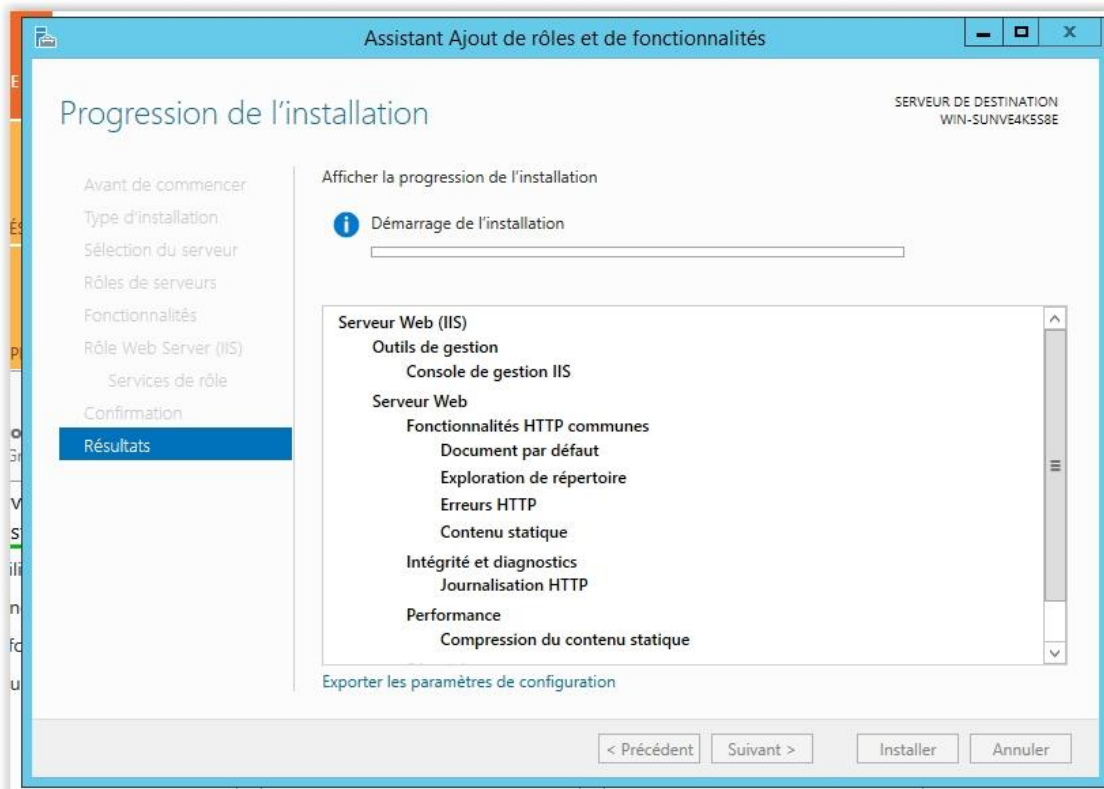 Assistant Ajout de rôles et de fonctionnalités
Progression de l'installation
SERVEUR DE DESTINATION
WIN-SUNVE4K5S8E
Avant de commencer
Type d'installation
Sélection du serveur
Rôles de serveurs
Fonctionnalités
Rôle Web Server (IIS)
Services de rôle
Confirmation
Résultats
Afficher la progression de l'installation
Démarrage de l'installation
Serveur Web (IIS)
Outils de gestion
Console de gestion IIS
Serveur Web
Fonctionnalités HTTP communes
Document par défaut
Exploration de répertoire
Erreurs HTTP
Contenu statique
Intégrité et diagnostics
Journalisation HTTP
Performance
Compression du contenu statique
Exporter les paramètres de configuration
< Précédent
Suivant >
Installer
Annuler